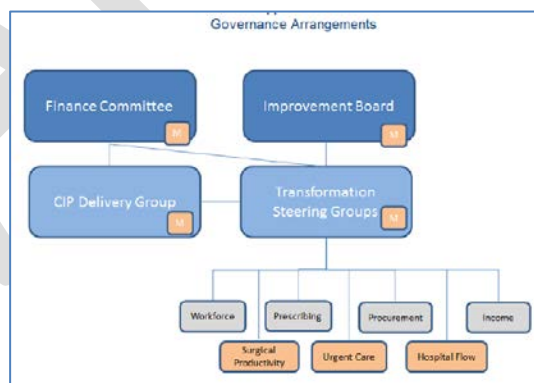 Governance Arrangements
Finance Committee
M
Improvement Board
M
CIP Delivery Group
M
Transformation
Steering Groups
M
Workforce
Prescribing
Procurement
Income
Surgical
Productivity
Urgent Care
Hospital Flow